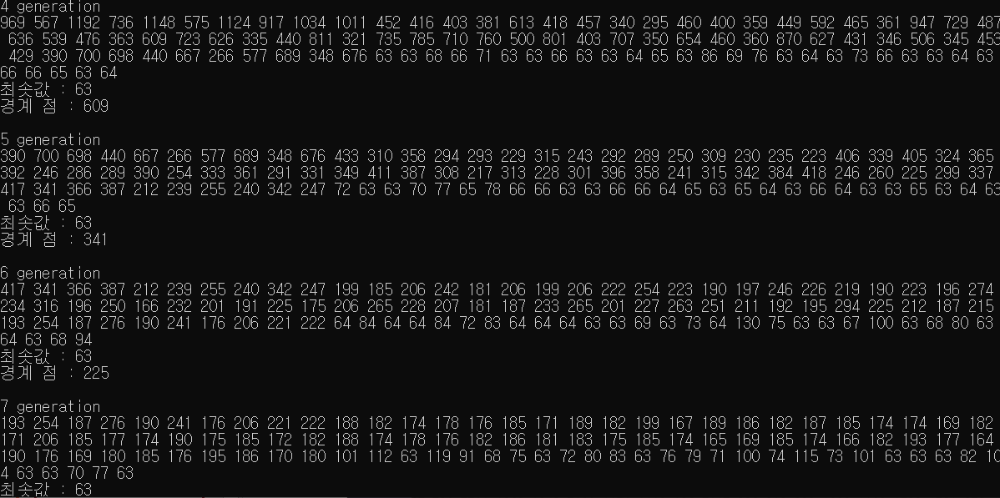 4 generation
969 567 1192 736 1148 575 1124 917 1034 1011 452 416 403 381 613 418 457 340 295 460 400 359 449 592 465 361 947 729 487
636 539 476 363 609 723 626 335 440 811 321 735 785 710 760 500 801 403 707 350 654 460 360 870 627 431 346 506 345 453
429 390 700 698 440 667 266 577 689 348 676 63 63 68 66 71 63 63 66 63 63 64 65 63 86 69 76 63 64 63 73 66 63 63 64 63
66 66 65 63 64
최솟값 : 63
경계 점 : 609
5 generation
390 700 698 440 667 266 577 689 348 676 433 310 358 294 293 229 315 243 292 289 250 309 230 235 223 406 339 405 324 365
392 246 286 289 390 254 333 361 291 331 349 411 387 308 217 313 228 301 396 358 241 315 342 384 418 246 260 225 299 337
417 341 366 387 212 239 255 240 342 247 72 63 63 70 77 65 78 66 66 63 63 66 66 64 65 63 65 64 63 66 64 63 63 65 63 64 63
63 66 65
최솟값 : 63
경계 점 : 341
6 generation
417 341 366 387 212 239 255 240 342 247 199 185 206 242 181 206 199 206 222 254 223 190 197 246 226 219 190 223 196 274
234 316 196 250 166 232 201 191 225 175 206 265 228 207 181 187 233 265 201 227 263 251 211 192 195 294 225 212 187 215
193 254 187 276 190 241 176 206 221 222 64 84 64 64 84 72 83 64 64 64 63 63 69 63 73 64 130 75 63 63 67 100 63 68 80 63
64 63 68 94
최솟값 : 63
경계 점 : 225
7 generation
193 254 187 276 190 241 176 206 221 222 188 182 174 178 176 185 171 189 182 199 167 189 186 182 187 185 174 174 169 182
171 206 185 177 174 190 175 185 172 182 188 174 178 176 182 186 181 183 175 185 174 165 169 185 174 166 182 193 177 164
190 176 169 180 185 176 195 186 170 180 101 112 63 119 91 68 75 63 72 80 83 63 76 79 71 100 74 115 73 101 63 63 63 82 10
4 63 63 70 77 63
최솟값 : 63